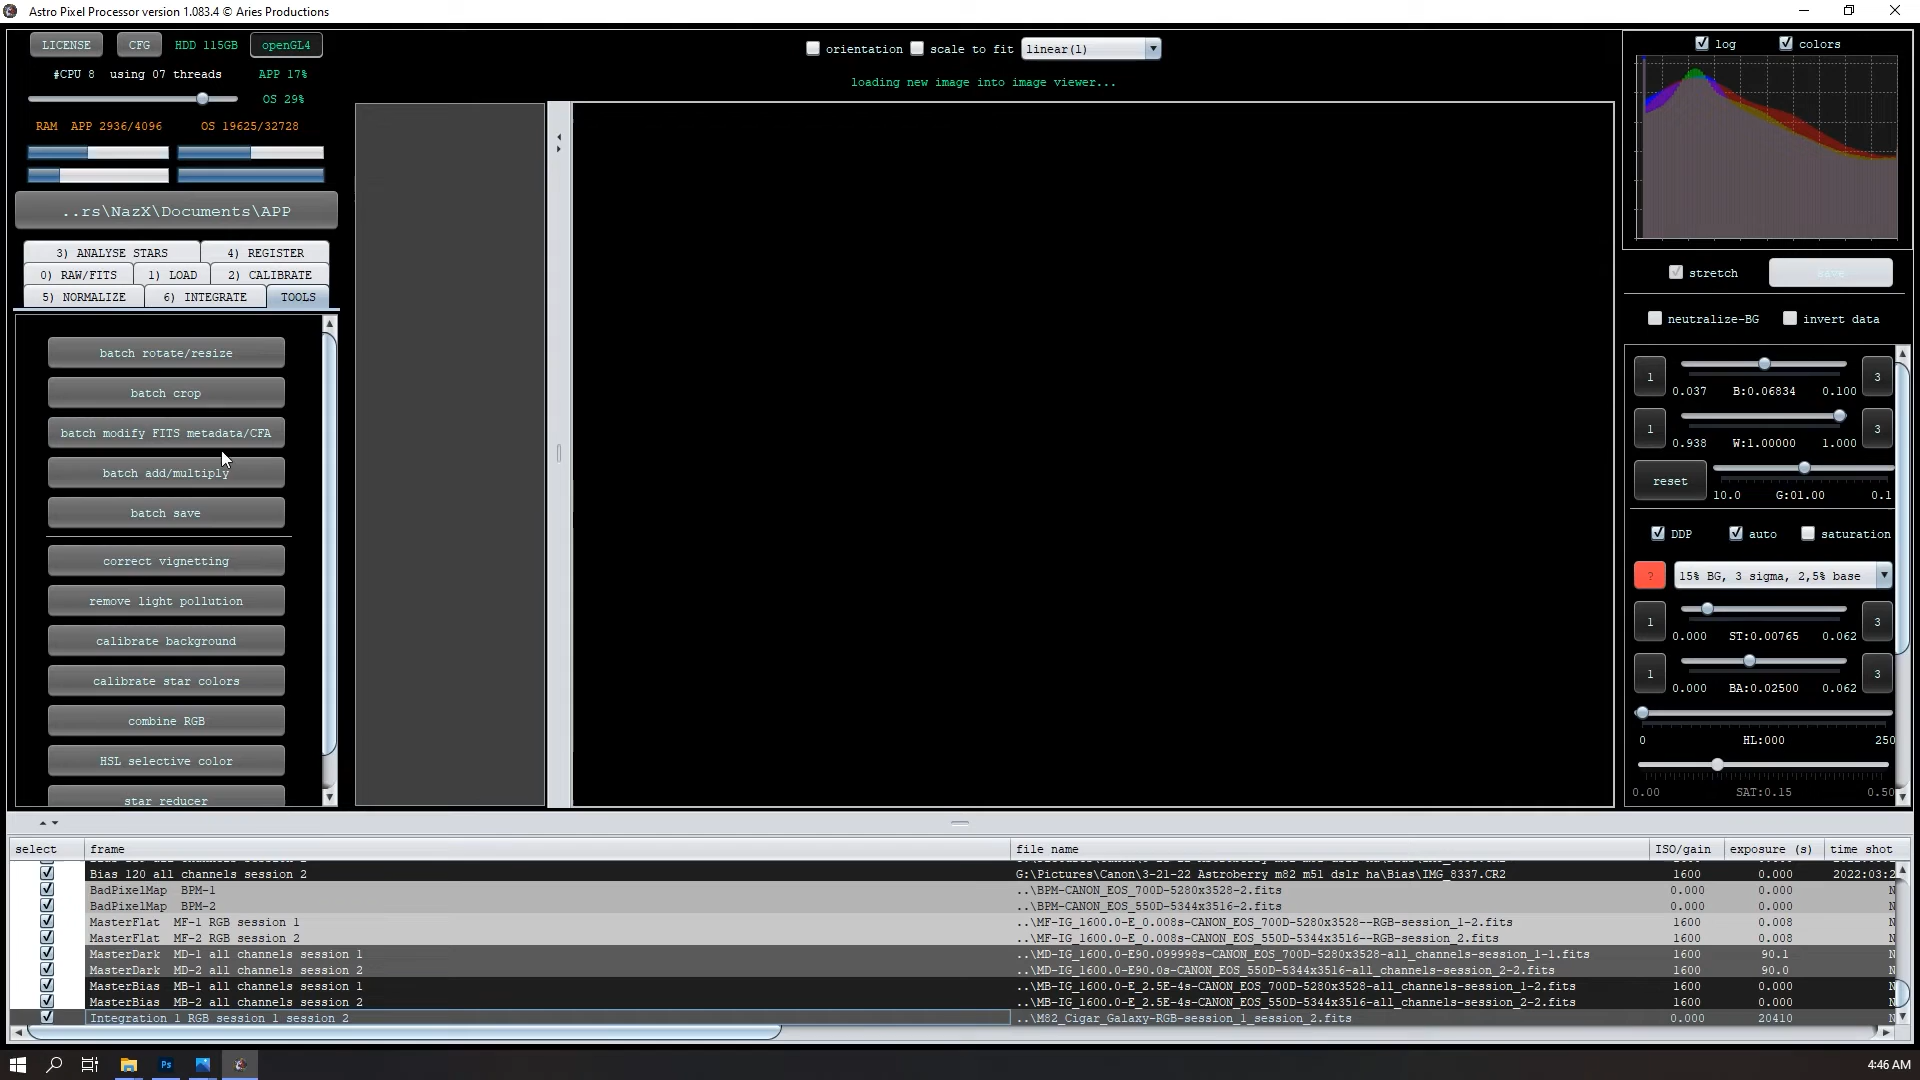 Astro Pixel Processor version 1.083.4 © Aries Productions
LICENSE CFG HDD 115GB openGL4
#CPU 8 using 07 threads APP 17%
OS 29%
RAM APP 2936/4096 OS 19625/32728
..rs\NazX\Documents\APP
3) ANALYSE STARS 4) REGISTER
0) RAW/FITS 1) LOAD 2) CALIBRATE
5) NORMALIZE 6) INTEGRATE TOOLS
batch rotate/resize
batch crop
batch modify FITS metadata/CFA
batch add/multiply
batch save
correct vignetting
remove light pollution
calibrate background
calibrate star colors
combine RGB
HSL selective color
star reducer
orientation scale to fit linear(l)
loading new image into image viewer...
log colors
stretch save
neutralize-BG invert data
1 3
0.037 B:0.06834 0.100
1 3
0.938 W:1.00000 1.000
reset
10.0 G:01.00 0.1
DDP auto saturation
? 15% BG, 3 sigma, 2,5% base
1 3
0.000 ST:0.00765 0.062
1 3
0.000 BA:0.02500 0.062
0 HL:000 250
0.00 SAT:0.15 0.50
select frame file name ISO/gain exposure (s) time shot
Bias 120 all channels session 2 G:\Pictures\Canon\3-21-22 Astroberry m82 m51 dslr ha\Bias\IMG_8337.CR2 1600 0.000 2022:03:2
BadPixelMap BPM-1 ..\BPM-CANON_EOS_700D-5280x3528-2.fits 0.000 0.000 N
BadPixelMap BPM-2 ..\BPM-CANON_EOS_550D-5344x3516-2.fits 0.000 0.000 N
MasterFlat MF-1 RGB session 1 ..\MF-IG_1600.0-E_0.008s-CANON_EOS_700D-5280x3528--RGB-session_1-2.fits 1600 0.008 N
MasterFlat MF-2 RGB session 2 ..\MF-IG_1600.0-E_0.008s-CANON_EOS_550D-5344x3516--RGB-session_2.fits 1600 0.008 N
MasterDark MD-1 all channels session 1 ..\MD-IG_1600.0-E90.099998s-CANON_EOS_700D-5280x3528-all_channels-session_1-1.fits 1600 90.1 N
MasterDark MD-2 all channels session 2 ..\MD-IG_1600.0-E90.0s-CANON_EOS_550D-5344x3516-all_channels-session_2-2.fits 1600 90.0 N
MasterBias MB-1 all channels session 1 ..\MB-IG_1600.0-E_2.5E-4s-CANON_EOS_700D-5280x3528-all_channels-session_1-2.fits 1600 0.000 N
MasterBias MB-2 all channels session 2 ..\MB-IG_1600.0-E_2.5E-4s-CANON_EOS_550D-5344x3516-all_channels-session_2-2.fits 1600 0.000 N
Integration 1 RGB session 1 session 2 ..\M82_Cigar_Galaxy-RGB-session_1_session_2.fits 0.000 20410 N
Ps 4:46 AM